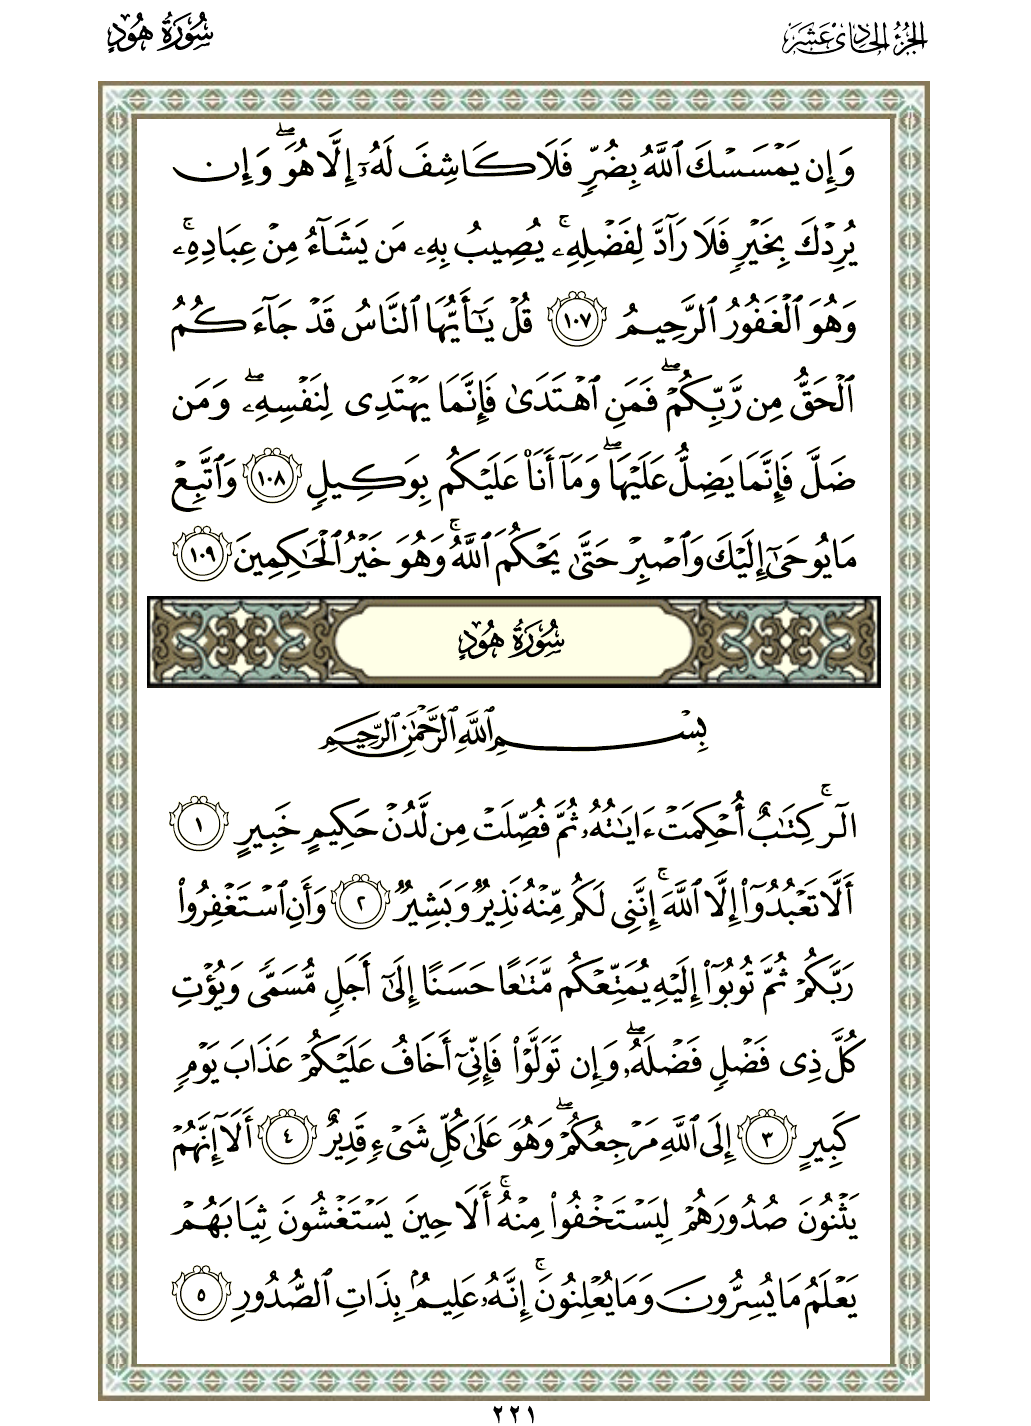 الجزء الحادى عشر
سورة هود
وَإِن يَمْسَسْكَ ٱللَّهُ بِضُرٍّ فَلَا كَاشِفَ لَهُۥٓ إِلَّا هُوَ ۖ وَإِن
يُرِدْكَ بِخَيْرٍ فَلَا رَآدَّ لِفَضْلِهِۦ ۚ يُصِيبُ بِهِۦ مَن يَشَآءُ مِنْ عِبَادِهِۦ ۚ
وَهُوَ ٱلْغَفُورُ ٱلرَّحِيمُ ١٠٧ قُلْ يَـٰٓأَيُّهَا ٱلنَّاسُ قَدْ جَآءَكُمُ
ٱلْحَقُّ مِن رَّبِّكُمْ ۖ فَمَنِ ٱهْتَدَىٰ فَإِنَّمَا يَهْتَدِى لِنَفْسِهِۦ ۖ وَمَن
ضَلَّ فَإِنَّمَا يَضِلُّ عَلَيْهَا ۖ وَمَآ أَنَا۠ عَلَيْكُم بِوَكِيلٍ ١٠٨ وَٱتَّبِعْ
مَا يُوحَىٰٓ إِلَيْكَ وَٱصْبِرْ حَتَّىٰ يَحْكُمَ ٱللَّهُ ۚ وَهُوَ خَيْرُ ٱلْحَـٰكِمِينَ ١٠٩
سُورَةُ هُودٍ
بِسْمِ ٱللَّهِ ٱلرَّحْمَـٰنِ ٱلرَّحِيمِ
الٓر ۚ كِتَـٰبٌ أُحْكِمَتْ ءَايَـٰتُهُۥ ثُمَّ فُصِّلَتْ مِن لَّدُنْ حَكِيمٍ خَبِيرٍ ١
أَلَّا تَعْبُدُوٓا۟ إِلَّا ٱللَّهَ ۚ إِنَّنِى لَكُم مِّنْهُ نَذِيرٌ وَبَشِيرٌ ٢ وَأَنِ ٱسْتَغْفِرُوا۟
رَبَّكُمْ ثُمَّ تُوبُوٓا۟ إِلَيْهِ يُمَتِّعْكُم مَّتَـٰعًا حَسَنًا إِلَىٰٓ أَجَلٍ مُّسَمًّى وَيُؤْتِ
كُلَّ ذِى فَضْلٍ فَضْلَهُۥ ۖ وَإِن تَوَلَّوْا۟ فَإِنِّىٓ أَخَافُ عَلَيْكُمْ عَذَابَ يَوْمٍ
كَبِيرٍ ٣ إِلَى ٱللَّهِ مَرْجِعُكُمْ ۖ وَهُوَ عَلَىٰ كُلِّ شَىْءٍ قَدِيرٌ ٤ أَلَآ إِنَّهُمْ
يَثْنُونَ صُدُورَهُمْ لِيَسْتَخْفُوا۟ مِنْهُ ۚ أَلَا حِينَ يَسْتَغْشُونَ ثِيَابَهُمْ
يَعْلَمُ مَا يُسِرُّونَ وَمَا يُعْلِنُونَ ۚ إِنَّهُۥ عَلِيمٌۢ بِذَاتِ ٱلصُّدُورِ ٥
٢٢١